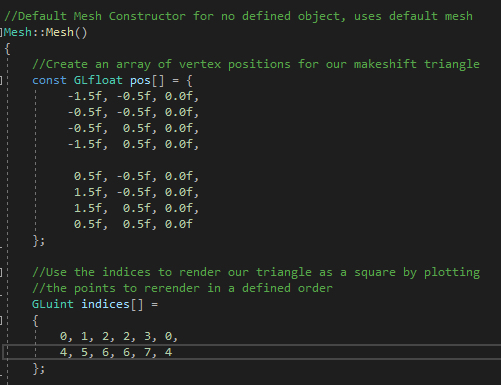 //Default Mesh Constructor for no defined object, uses default mesh
Mesh::Mesh()
{
//Create an array of vertex positions for our makeshift triangle
const GLfloat pos[] = {
-1.5f, -0.5f, 0.0f,
-0.5f, -0.5f, 0.0f,
-0.5f, 0.5f, 0.0f,
-1.5f, 0.5f, 0.0f,
0.5f, -0.5f, 0.0f,
1.5f, -0.5f, 0.0f,
1.5f, 0.5f, 0.0f,
0.5f, 0.5f, 0.0f
};
//Use the indices to render our triangle as a square by plotting
//the points to rerender in a defined order
GLuint indices[] =
{
0, 1, 2, 2, 3, 0,
4, 5, 6, 6, 7, 4
};